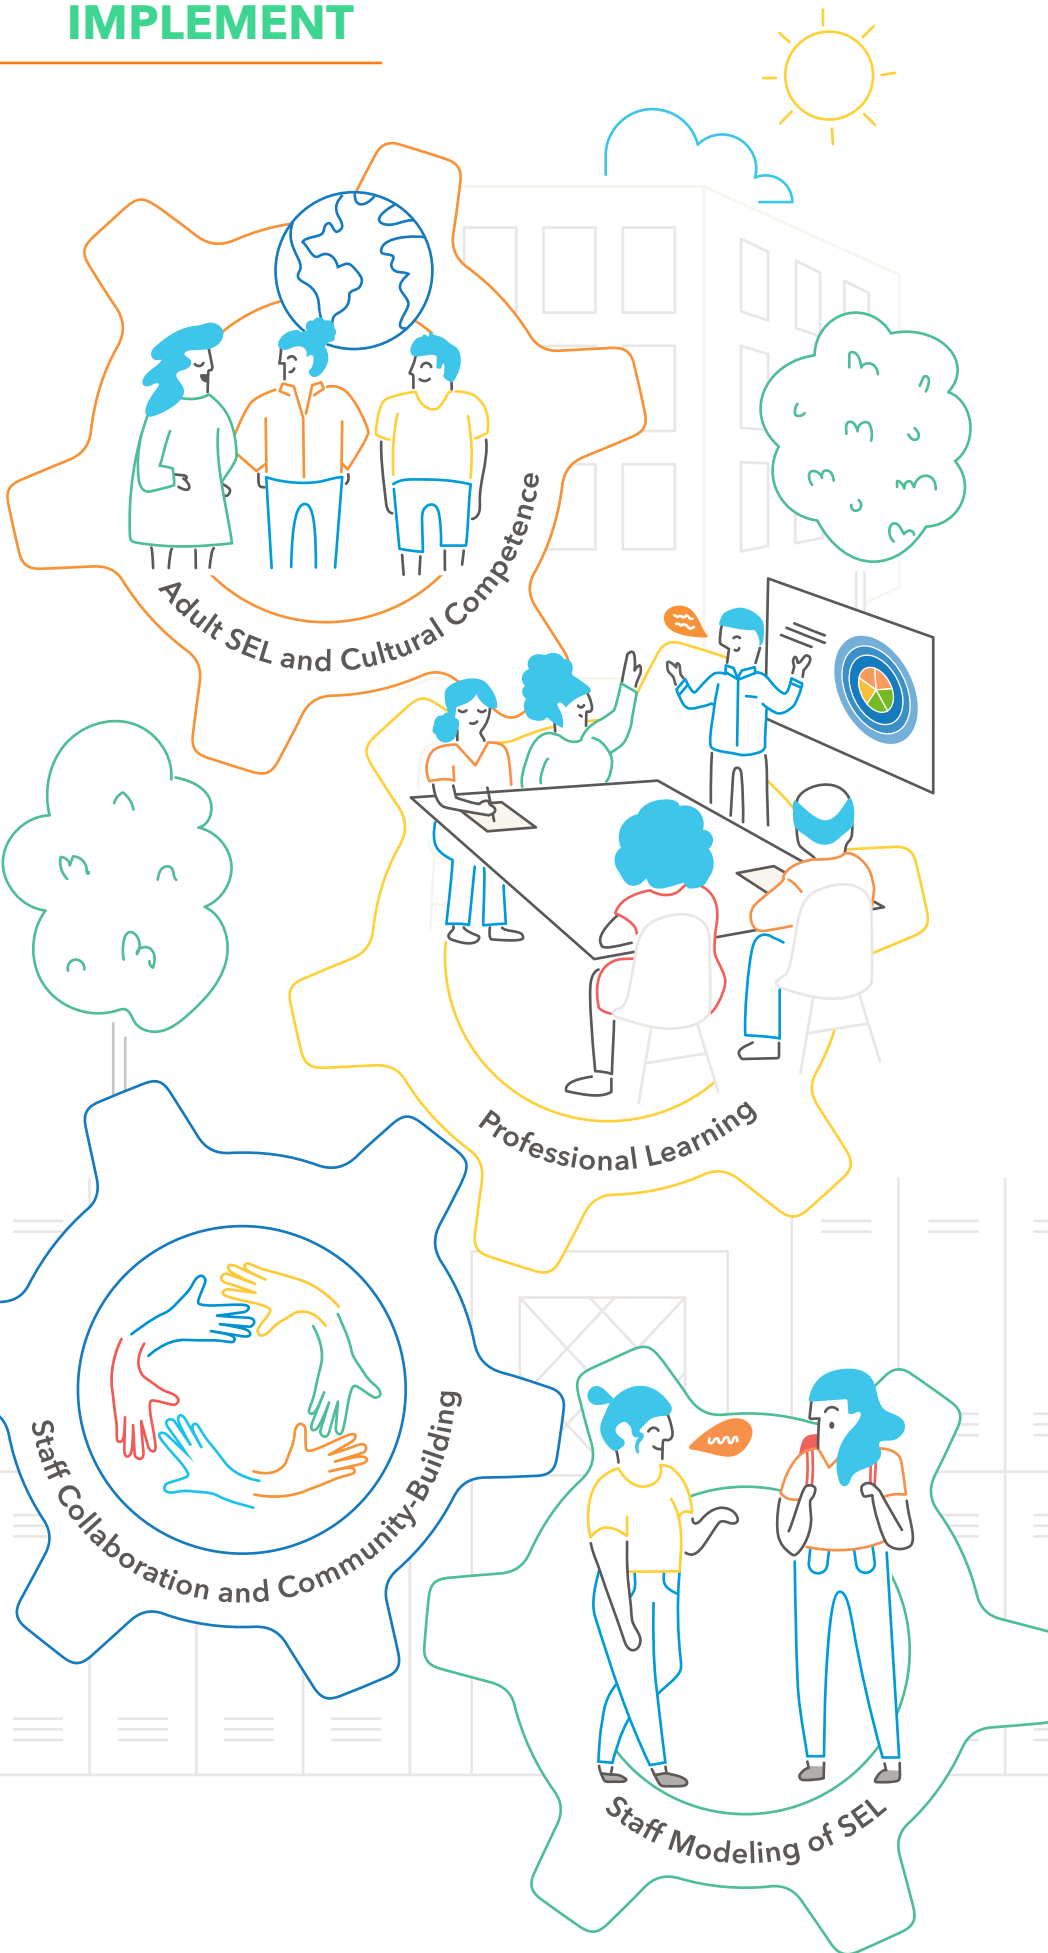 IMPLEMENT
Adult SEL and Cultural Competence
Professional Learning
Staff Collaboration and Community-Building
Staff Modeling of SEL